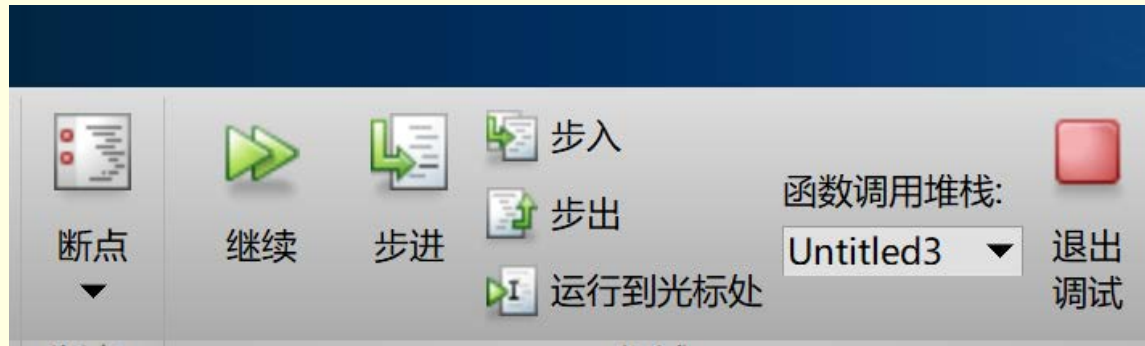 断点
继续
步进
步入
步出
运行到光标处
函数调用堆栈:
Untitled3
退出
调试